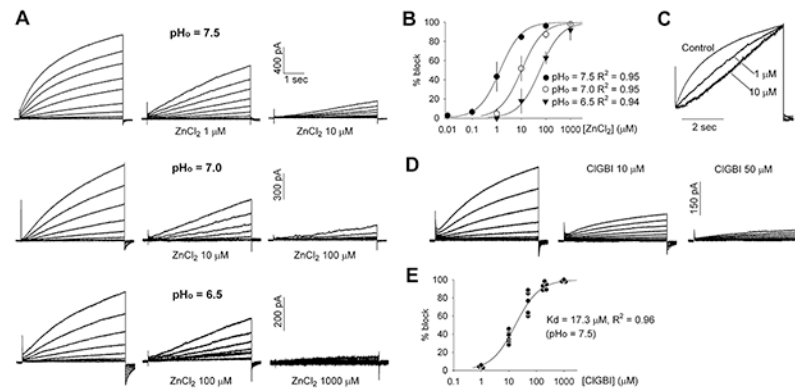 A
pHo = 7.5
400 pA
1 sec
ZnCl2 1 μM
ZnCl2 10 μM
pHo = 7.0
300 pA
ZnCl2 10 μM
ZnCl2 100 μM
pHo = 6.5
200 pA
ZnCl2 100 μM
ZnCl2 1000 μM
B
% block
100
80
60
40
20
0
pHo = 7.5 R2 = 0.95
pHo = 7.0 R2 = 0.95
pHo = 6.5 R2 = 0.94
0.01 0.1 1 10 100 1000
[ZnCl2] (μM)
C
Control
1 μM
10 μM
2 sec
D
ClGBI 10 μM
ClGBI 50 μM
150 pA
E
% block
100
80
60
40
20
0
Kd = 17.3 μM, R2 = 0.96
(pHo = 7.5)
0.1 1 10 100 1000
[ClGBI] (μM)